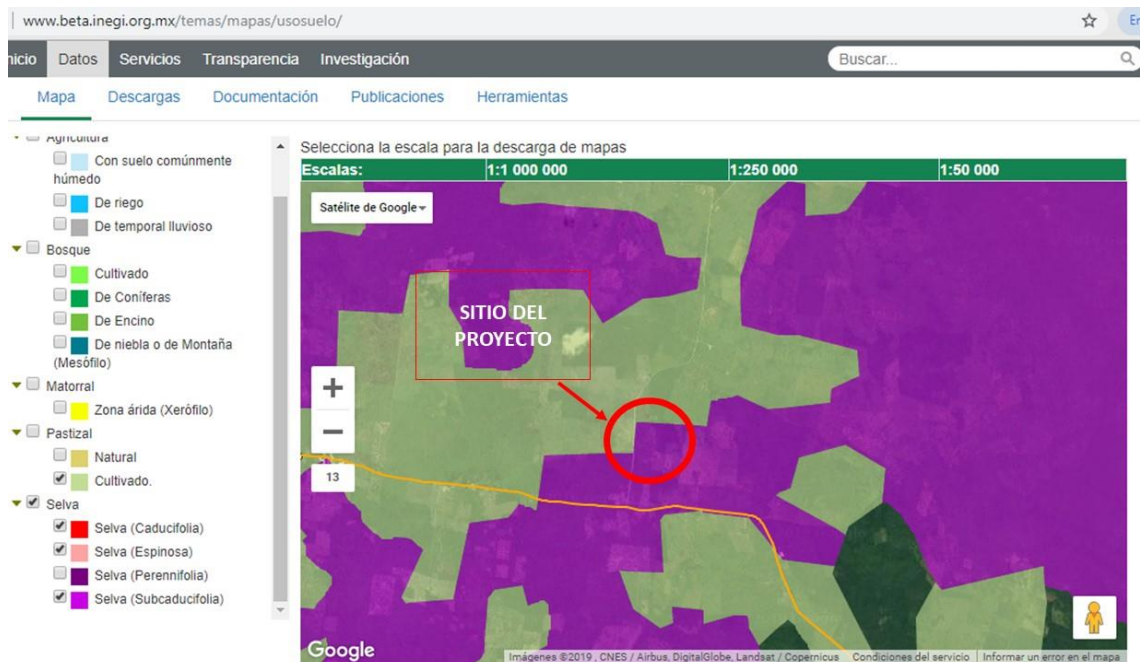 www.beta.inegi.org.mx/temas/mapas/usosuelo/
nicio Datos Servicios Transparencia Investigación Buscar...
Mapa Descargas Documentación Publicaciones Herramientas
Agricultura
Con suelo comúnmente
húmedo
De riego
De temporal lluvioso
Bosque
Cultivado
De Coníferas
De Encino
De niebla o de Montaña
(Mesófilo)
Matorral
Zona árida (Xerófilo)
Pastizal
Natural
Cultivado.
Selva
Selva (Caducifolia)
Selva (Espinosa)
Selva (Perennifolia)
Selva (Subcaducifolia)
Selecciona la escala para la descarga de mapas
Escalas: 1:1 000 000 1:250 000 1:50 000
Satélite de Google
SITIO DEL
PROYECTO
+
−
13
Google
Imágenes ©2019 , CNES / Airbus, DigitalGlobe, Landsat / Copernicus Condiciones del servicio Informar un error en el mapa